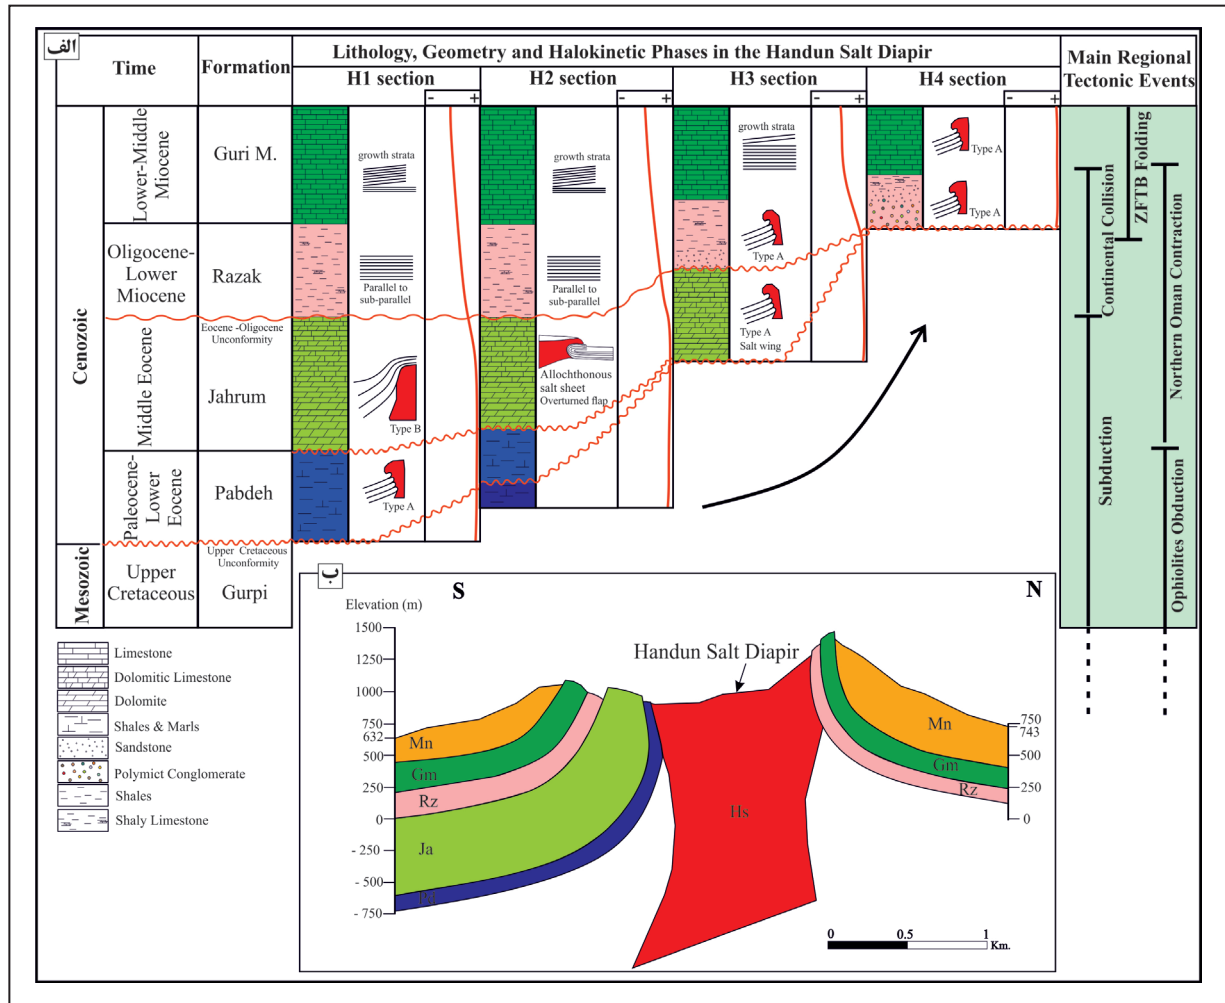 الف
Time
Formation
Lithology, Geometry and Halokinetic Phases in the Handun Salt Diapir
H1 section
H2 section
H3 section
H4 section
Main Regional
Tectonic Events
- +
- +
- +
- +
Cenozoic
Mesozoic
Lower-Middle
Miocene
Oligocene-
Lower
Miocene
Middle Eocene
Paleocene-
Lower
Eocene
Upper
Cretaceous
Guri M.
Razak
Eocene -Oligocene
Unconformity
Jahrum
Pabdeh
Upper Cretaceous
Unconformity
Gurpi
growth strata
Parallel to
sub-parallel
Type B
Type A
growth strata
Parallel to
sub-parallel
Allochthonous
salt sheet
Overturned flap
growth strata
Type A
Type A
Salt wing
Type A
Type A
Subduction
Continental Collision
ZFTB Folding
Northern Oman Contraction
Ophiolites Obduction
Limestone
Dolomitic Limestone
Dolomite
Shales & Marls
Sandstone
Polymict Conglomerate
Shales
Shaly Limestone
ب
S
N
Elevation (m)
1500
1250
1000
750
632
500
250
0
- 250
- 500
- 750
Handun Salt Diapir
Mn
Gm
Rz
Ja
Hs
Mn
Gm
Rz
750
743
500
250
0
0 0.5 1
Km.